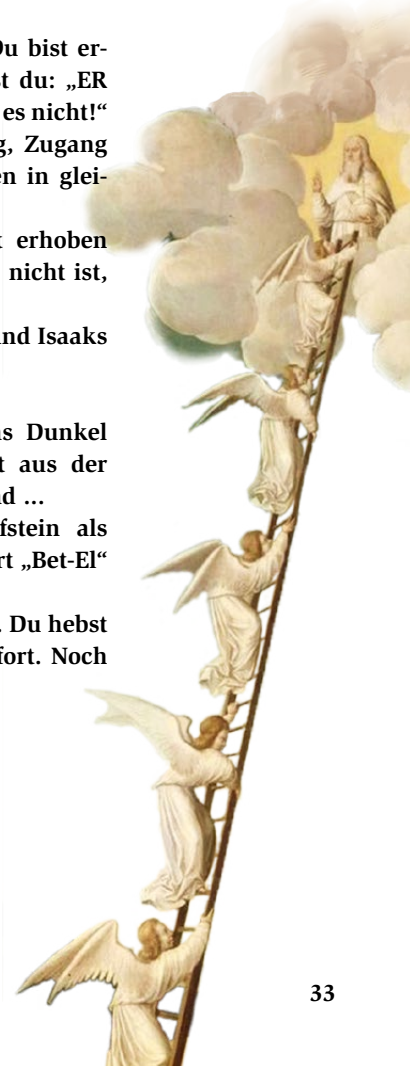 Du bist er-
st du: „ER
es nicht!“
g, Zugang
en in glei-
erhoben
nicht ist,
und Isaaks
s Dunkel
t aus der
d ...
fstein als
rt „Bet-El“
. Du hebst
fort. Noch
33